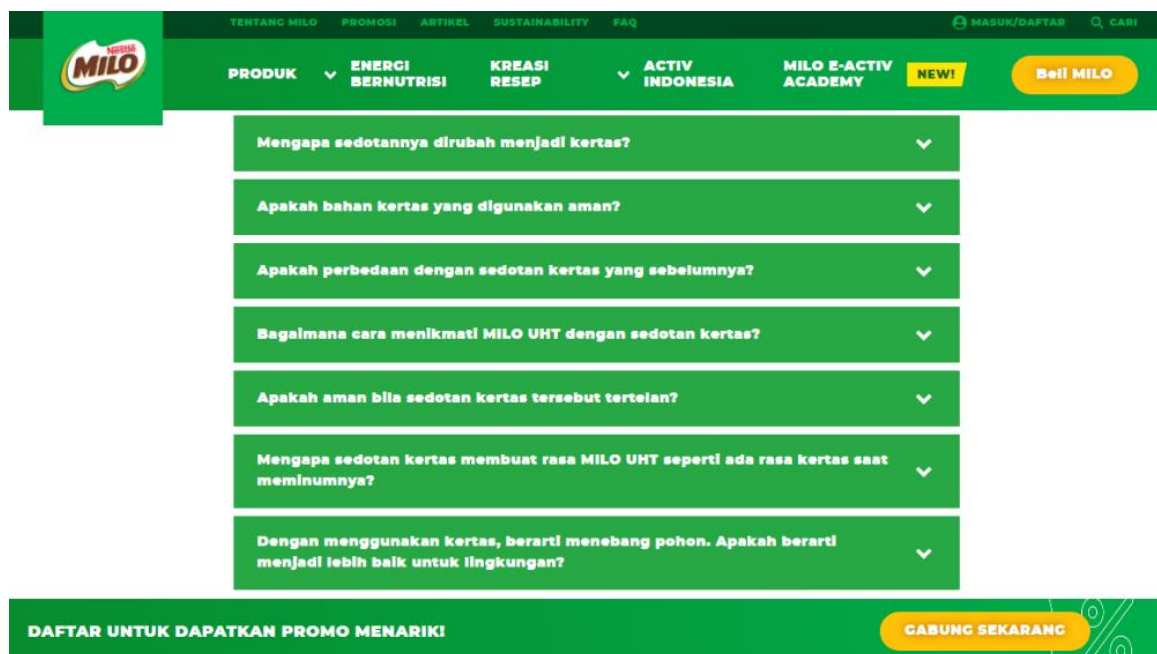 TENTANG MILO PROMOSI ARTIKEL SUSTAINABILITY FAQ MASUK/DAFTAR CARI
Nestlé
MILO
PRODUK ENERGI BERNUTRISI KREASI RESEP ACTIV INDONESIA MILO E-ACTIV ACADEMY NEW! Beli MILO
Mengapa sedotannya dirubah menjadi kertas?
Apakah bahan kertas yang digunakan aman?
Apakah perbedaan dengan sedotan kertas yang sebelumnya?
Bagaimana cara menikmati MILO UHT dengan sedotan kertas?
Apakah aman bila sedotan kertas tersebut tertelan?
Mengapa sedotan kertas membuat rasa MILO UHT seperti ada rasa kertas saat
meminumnya?
Dengan menggunakan kertas, berarti menebang pohon. Apakah berarti
menjadi lebih baik untuk lingkungan?
DAFTAR UNTUK DAPATKAN PROMO MENARIK! GABUNG SEKARANG